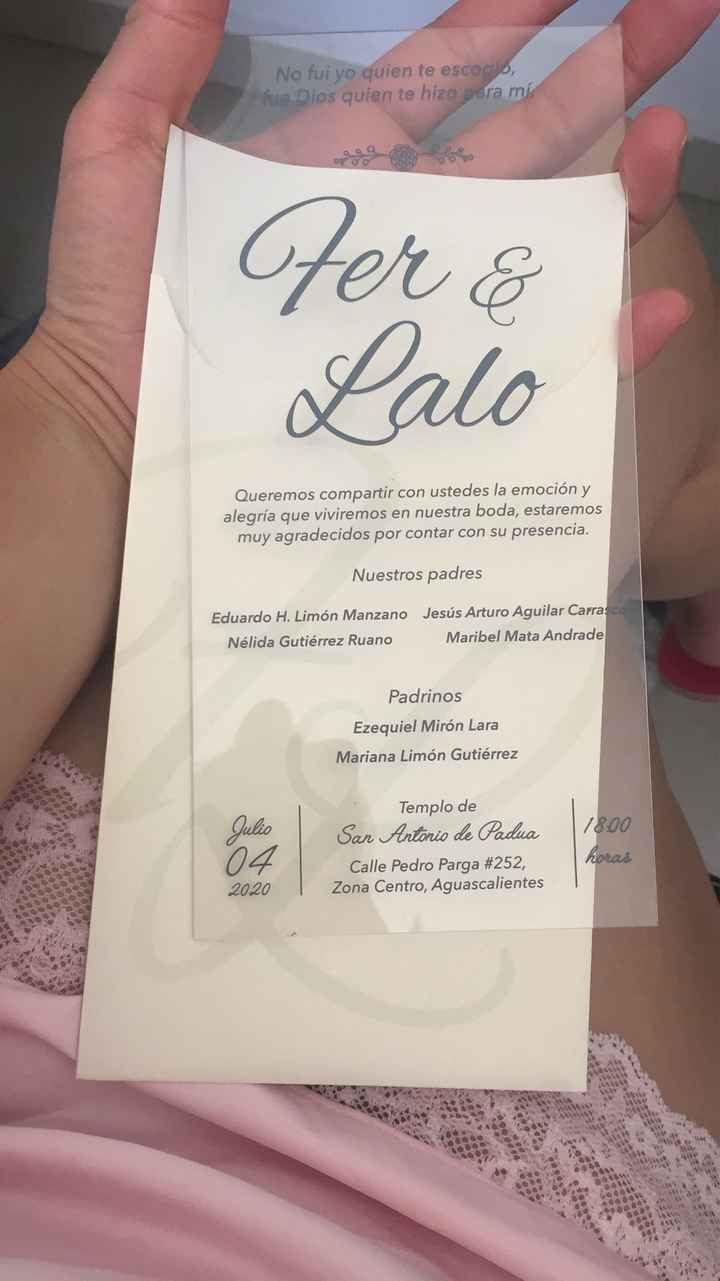 No fui yo quien te escogió,
fue Dios quien te hizo para mí.
Fer &
Lalo
Queremos compartir con ustedes la emoción y
alegría que viviremos en nuestra boda, estaremos
muy agradecidos por contar con su presencia.
Nuestros padres
Eduardo H. Limón Manzano Jesús Arturo Aguilar Carrasco
Nélida Gutiérrez Ruano Maribel Mata Andrade
Padrinos
Ezequiel Mirón Lara
Mariana Limón Gutiérrez
Julio
04
2020
Templo de
San Antonio de Padua
Calle Pedro Parga #252,
Zona Centro, Aguascalientes
18:00
horas